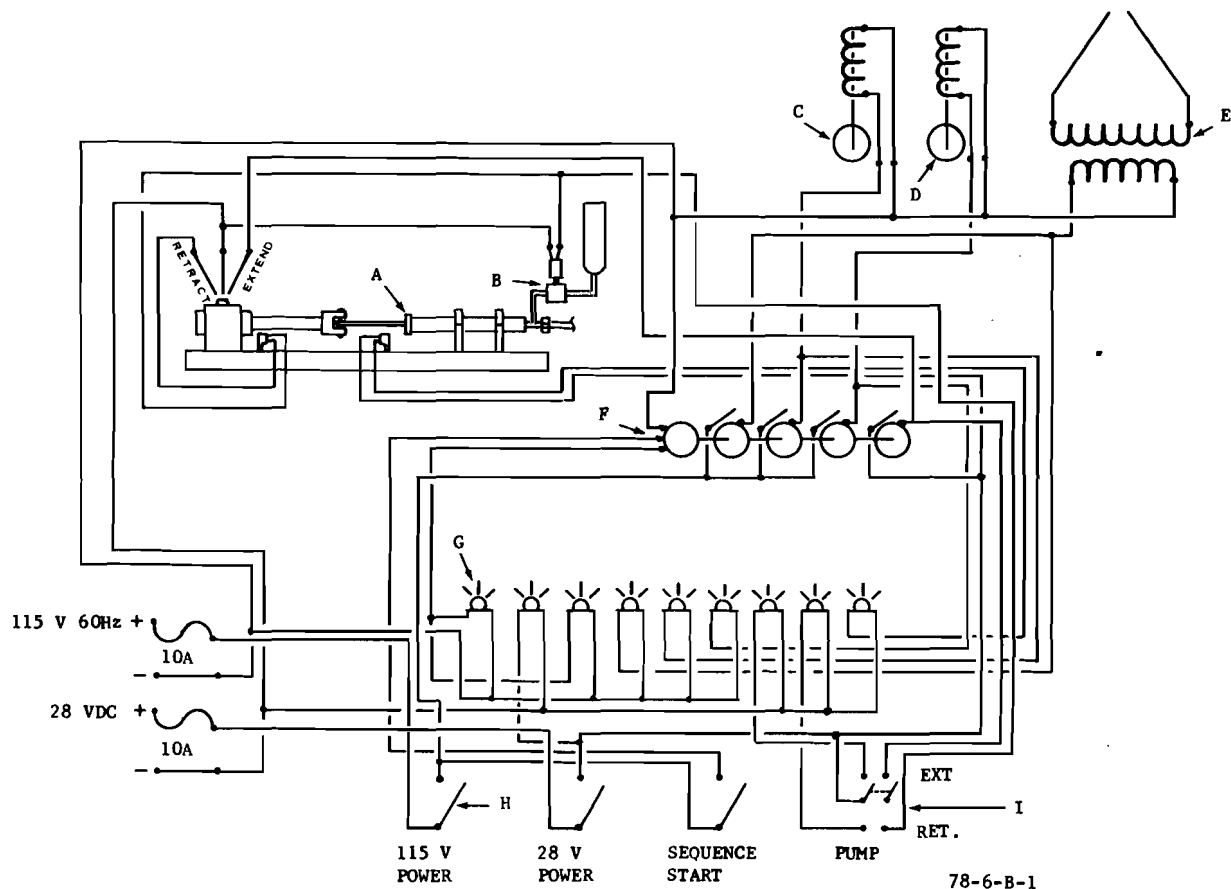 C
D
E
RETRACT
EXTEND
A
B
F
G
115 V 60Hz +
10A
-
28 VDC +
10A
-
H
EXT
I
RET.
115 V
POWER
28 V
POWER
SEQUENCE
START
PUMP
78-6-B-1